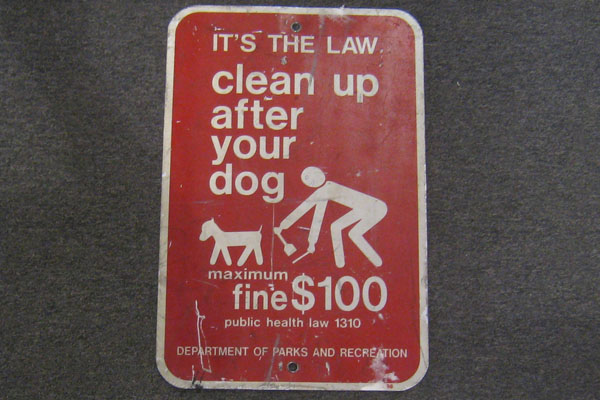 IT'S THE LAW
clean up
after
your
dog
maximum
fine $100
public health law 1310
DEPARTMENT OF PARKS AND RECREATION